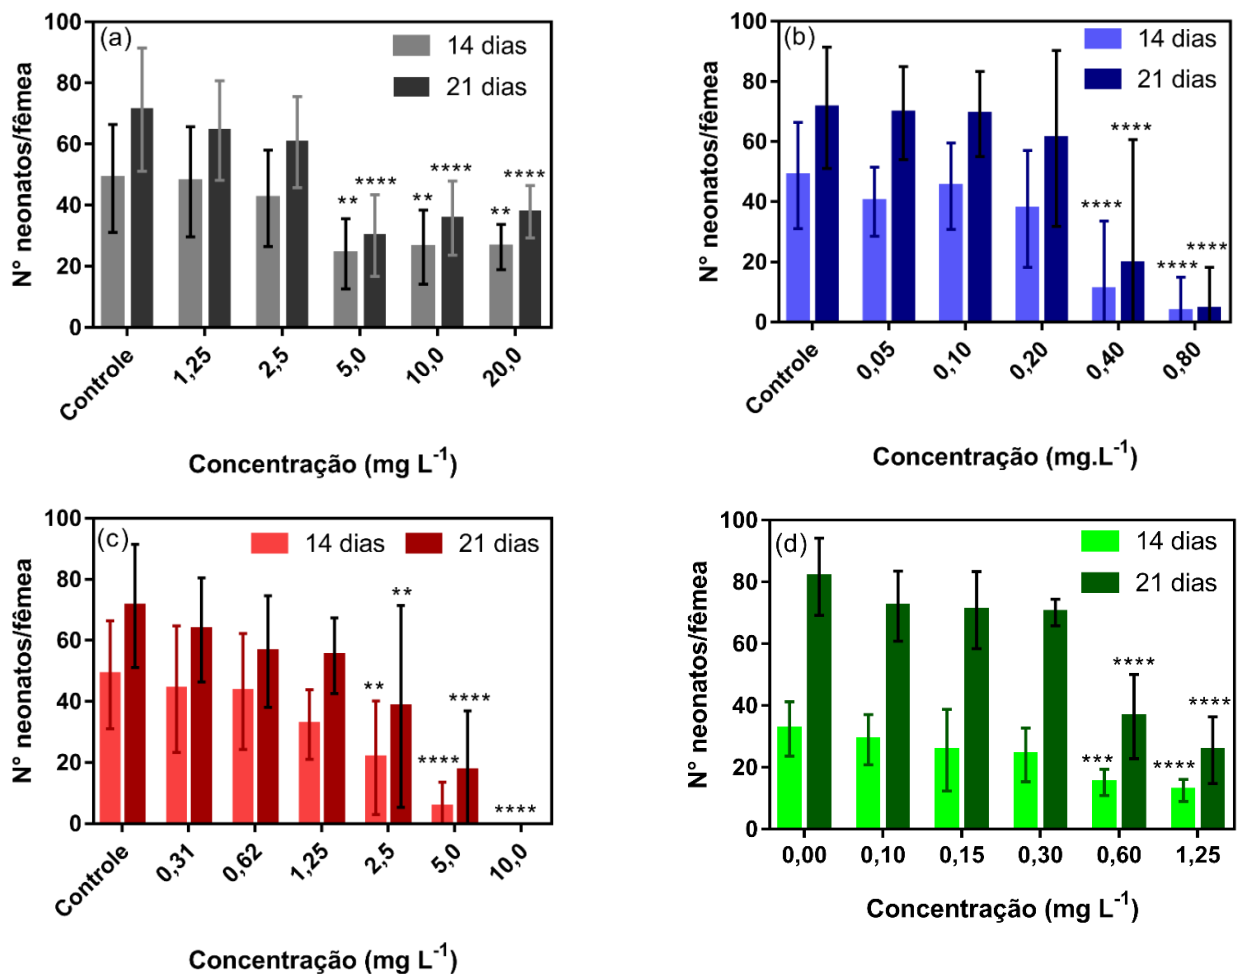 (a)
14 dias
21 dias
N° neonatos/fêmea
100
80
60
40
20
0
** **** ** **** ** ****
Controle 1,25 2,5 5,0 10,0 20,0
Concentração (mg L⁻¹)
(b)
14 dias
21 dias
N° neonatos/fêmea
100
80
60
40
20
0
**** **** **** ****
Controle 0,05 0,10 0,20 0,40 0,80
Concentração (mg.L⁻¹)
(c)
14 dias 21 dias
N° neonatos/fêmea
100
80
60
40
20
0
** ** **** **** ****
Controle 0,31 0,62 1,25 2,5 5,0 10,0
Concentração (mg L⁻¹)
(d)
14 dias
21 dias
N° neonatos/fêmea
100
80
60
40
20
0
*** **** **** ****
0,00 0,10 0,15 0,30 0,60 1,25
Concentração (mg L⁻¹)